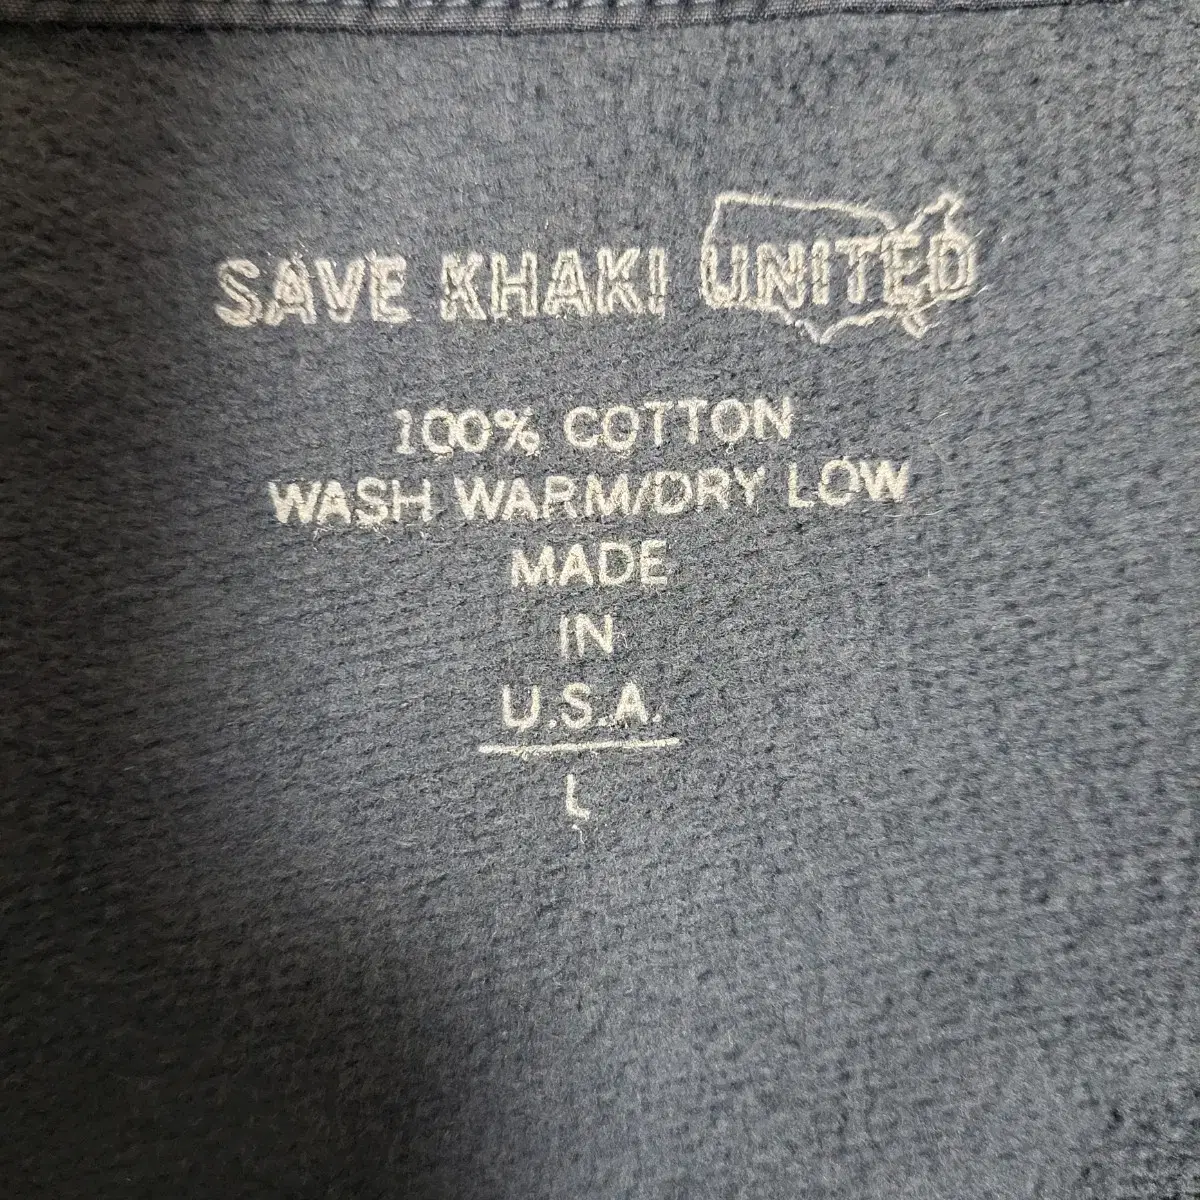 SAVE KHAKI UNITED
100% COTTON
WASH WARM/DRY LOW
MADE
IN
U.S.A.
L